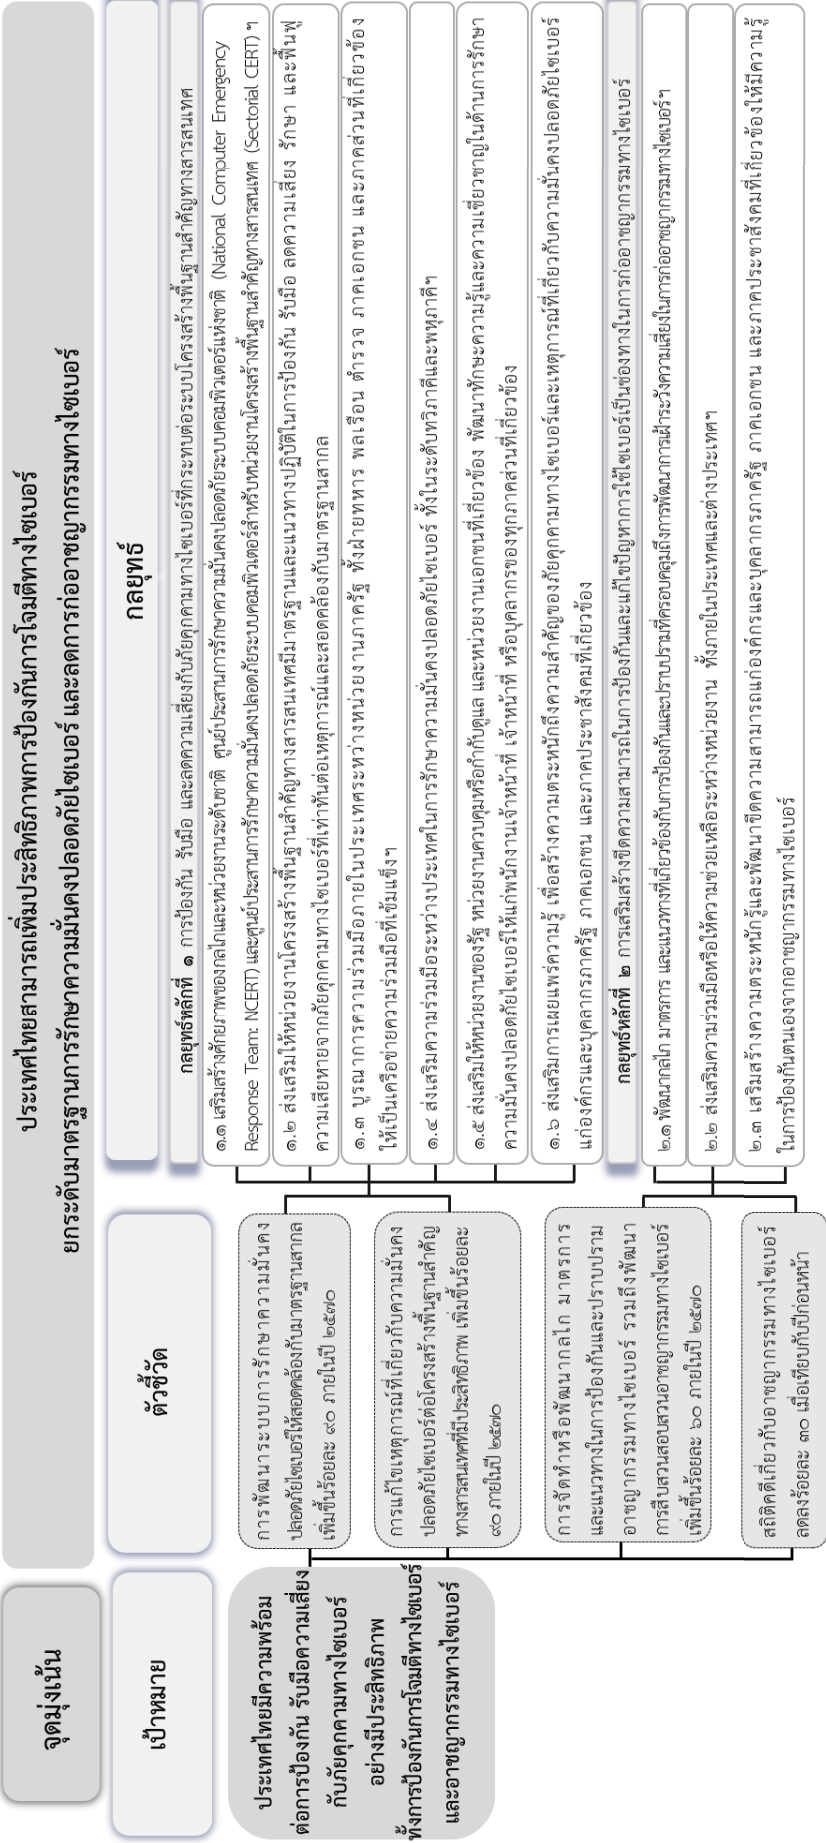 จุดมุ่งเน้น
ประเทศไทยสามารถเพิ่มประสิทธิภาพการป้องกันการโจมตีทางไซเบอร์
ยกระดับมาตรฐานการรักษาความมั่นคงปลอดภัยไซเบอร์ และลดการก่ออาชญากรรมทางไซเบอร์
เป้าหมาย
ตัวชี้วัด
กลยุทธ์
ประเทศไทยมีความพร้อม
ต่อการป้องกัน รับมือความเสี่ยง
กับภัยคุกคามทางไซเบอร์
อย่างมีประสิทธิภาพ
ทั้งการป้องกันการโจมตีทางไซเบอร์
และอาชญากรรมทางไซเบอร์
การพัฒนาระบบการรักษาความมั่นคง
ปลอดภัยไซเบอร์ให้สอดคล้องกับมาตรฐานสากล
เพิ่มขึ้นร้อยละ ๙๐ ภายในปี ๒๕๗๐
การแก้ไขเหตุการณ์ที่เกี่ยวกับความมั่นคง
ปลอดภัยไซเบอร์ต่อโครงสร้างพื้นฐานสำคัญ
ทางสารสนเทศที่มีประสิทธิภาพ เพิ่มขึ้นร้อยละ
๙๐ ภายในปี ๒๕๗๐
การจัดทำหรือพัฒนากลไก มาตรการ
และแนวทางในการป้องกันและปราบปราม
อาชญากรรมทางไซเบอร์ รวมถึงพัฒนา
การสืบสวนสอบสวนอาชญากรรมทางไซเบอร์
เพิ่มขึ้นร้อยละ ๖๐ ภายในปี ๒๕๗๐
สถิติคดีเกี่ยวกับอาชญากรรมทางไซเบอร์
ลดลงร้อยละ ๓๐ เมื่อเทียบกับปีก่อนหน้า
กลยุทธ์หลักที่ ๑ การป้องกัน รับมือ และลดความเสี่ยงกับภัยคุกคามทางไซเบอร์ที่กระทบต่อระบบโครงสร้างพื้นฐานสำคัญทางสารสนเทศ
๑.๑ เสริมสร้างศักยภาพของกลไกและหน่วยงานระดับชาติ ศูนย์ประสานการรักษาความมั่นคงปลอดภัยระบบคอมพิวเตอร์แห่งชาติ (National Computer Emergency
Response Team: NCERT) และศูนย์ประสานการรักษาความมั่นคงปลอดภัยระบบคอมพิวเตอร์สำหรับหน่วยงานโครงสร้างพื้นฐานสำคัญทางสารสนเทศ (Sectorial CERT) ฯ
๑.๒ ส่งเสริมให้หน่วยงานโครงสร้างพื้นฐานสำคัญทางสารสนเทศมีมาตรฐานและแนวทางปฏิบัติในการป้องกัน รับมือ ลดความเสี่ยง รักษา และฟื้นฟู
ความเสียหายจากภัยคุกคามทางไซเบอร์ที่เท่าทันต่อเหตุการณ์และสอดคล้องกับมาตรฐานสากล
๑.๓ บูรณาการความร่วมมือภายในประเทศระหว่างหน่วยงานภาครัฐ ทั้งฝ่ายทหาร พลเรือน ตำรวจ ภาคเอกชน และภาคส่วนที่เกี่ยวข้อง
ให้เป็นเครือข่ายความร่วมมือที่เข้มแข็งฯ
๑.๔ ส่งเสริมความร่วมมือระหว่างประเทศในการรักษาความมั่นคงปลอดภัยไซเบอร์ ทั้งในระดับทวิภาคีและพหุภาคีฯ
๑.๕ ส่งเสริมให้หน่วยงานของรัฐ หน่วยงานควบคุมหรือกำกับดูแล และหน่วยงานเอกชนที่เกี่ยวข้อง พัฒนาทักษะความรู้และความเชี่ยวชาญในด้านการรักษา
ความมั่นคงปลอดภัยไซเบอร์ให้แก่พนักงานเจ้าหน้าที่ เจ้าหน้าที่ หรือบุคลากรของทุกภาคส่วนที่เกี่ยวข้อง
๑.๖ ส่งเสริมการเผยแพร่ความรู้ เพื่อสร้างความตระหนักถึงความสำคัญของภัยคุกคามทางไซเบอร์และเหตุการณ์ที่เกี่ยวกับความมั่นคงปลอดภัยไซเบอร์
แก่องค์กรและบุคลากรภาครัฐ ภาคเอกชน และภาคประชาสังคมที่เกี่ยวข้อง
กลยุทธ์หลักที่ ๒ การเสริมสร้างขีดความสามารถในการป้องกันและแก้ไขปัญหาการใช้ไซเบอร์เป็นช่องทางในการก่ออาชญากรรมทางไซเบอร์
๒.๑ พัฒนากลไก มาตรการ และแนวทางที่เกี่ยวข้องกับการป้องกันและปราบปรามที่ครอบคลุมถึงการพัฒนาการเฝ้าระวังความเสี่ยงในการก่ออาชญากรรมทางไซเบอร์ฯ
๒.๒ ส่งเสริมความร่วมมือหรือให้ความช่วยเหลือระหว่างหน่วยงาน ทั้งภายในประเทศและต่างประเทศฯ
๒.๓ เสริมสร้างความตระหนักรู้และพัฒนาขีดความสามารถแก่องค์กรและบุคลากรภาครัฐ ภาคเอกชน และภาคประชาสังคมที่เกี่ยวข้องให้มีความรู้
ในการป้องกันตนเองจากอาชญากรรมทางไซเบอร์